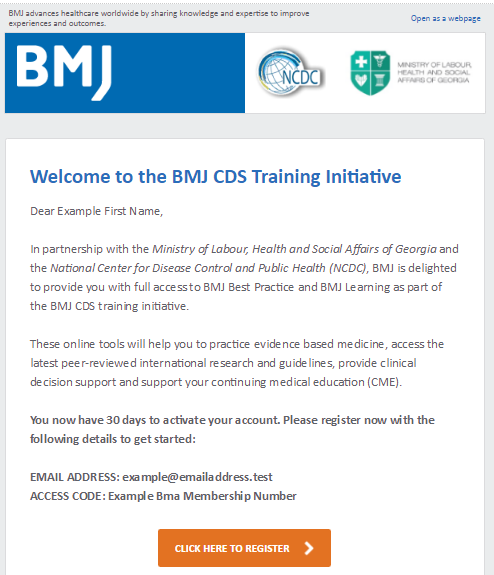 BMJ advances healthcare worldwide by sharing knowledge and expertise to improve
experiences and outcomes.
Open as a webpage
BMJ
NCDC
MINISTRY OF LABOUR,
HEALTH AND SOCIAL
AFFAIRS OF GEORGIA
Welcome to the BMJ CDS Training Initiative
Dear Example First Name,
In partnership with the Ministry of Labour, Health and Social Affairs of Georgia and
the National Center for Disease Control and Public Health (NCDC), BMJ is delighted
to provide you with full access to BMJ Best Practice and BMJ Learning as part of
the BMJ CDS training initiative.
These online tools will help you to practice evidence based medicine, access the
latest peer-reviewed international research and guidelines, provide clinical
decision support and support your continuing medical education (CME).
You now have 30 days to activate your account. Please register now with the
following details to get started:
EMAIL ADDRESS: example@emailaddress.test
ACCESS CODE: Example Bma Membership Number
CLICK HERE TO REGISTER